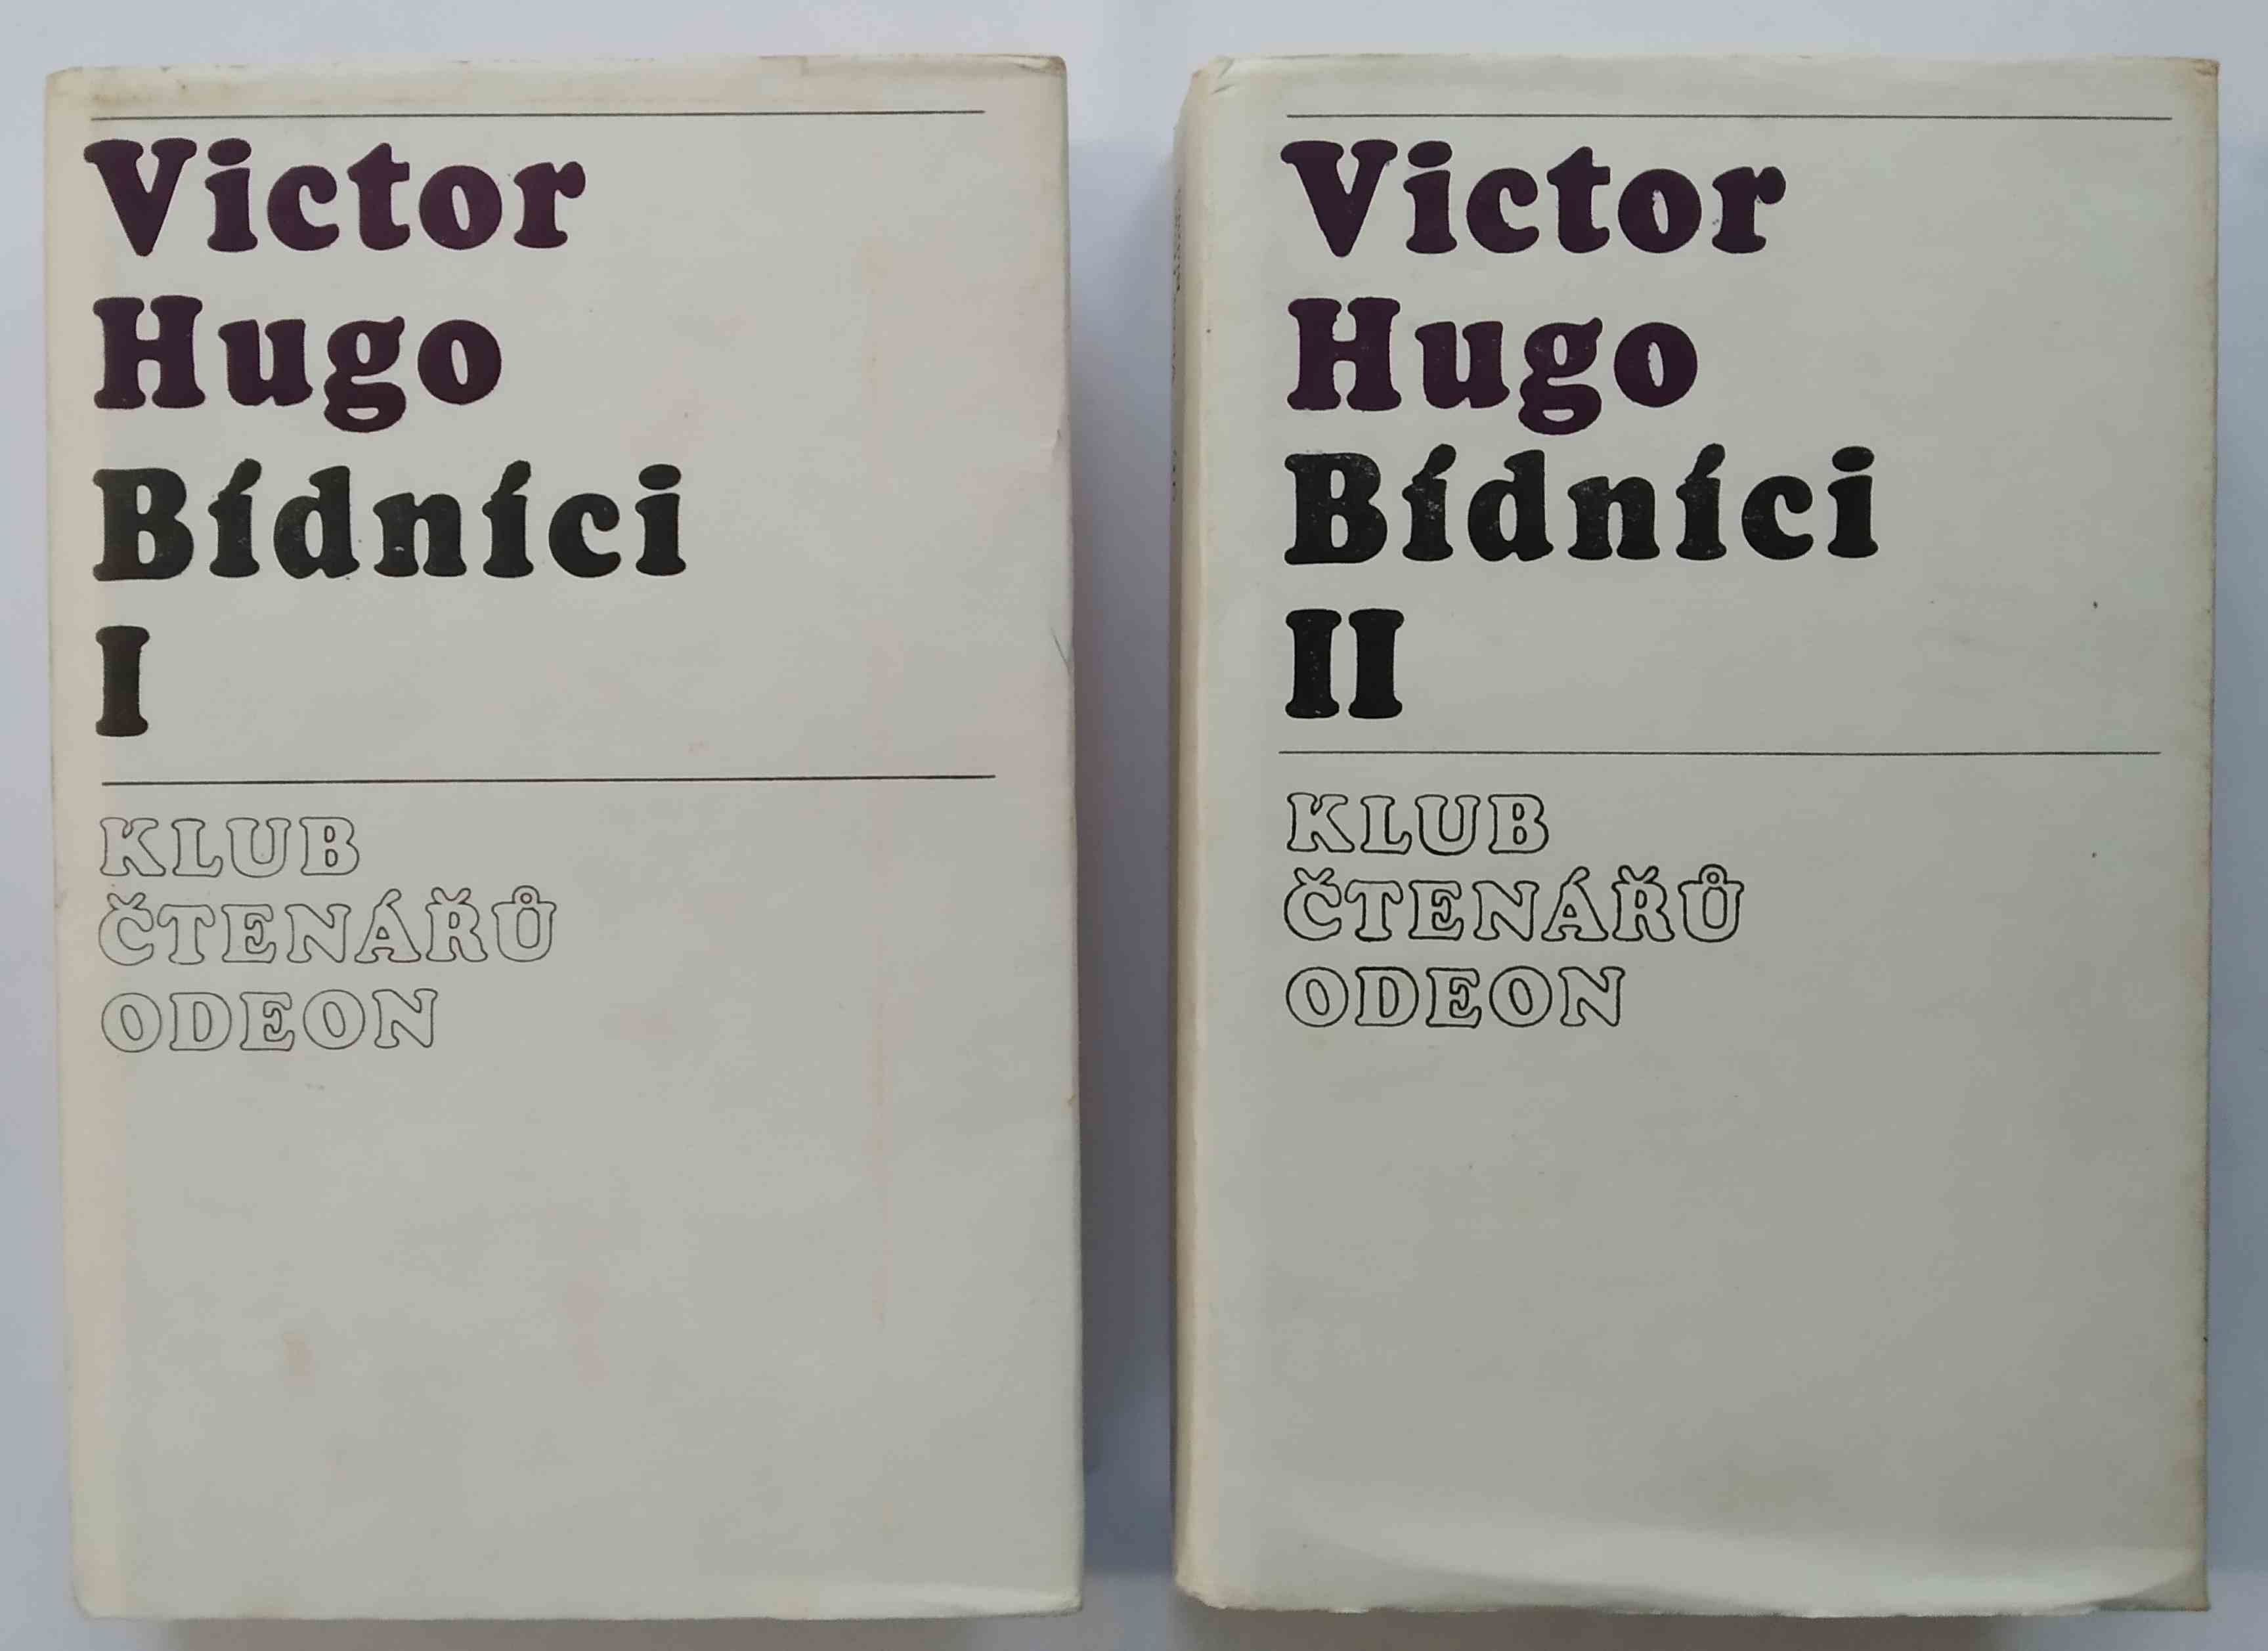 Victor
Hugo
Bídníci
I
KLUB
ČTENÁŘŮ
ODEON
Victor
Hugo
Bídníci
II
KLUB
ČTENÁŘŮ
ODEON